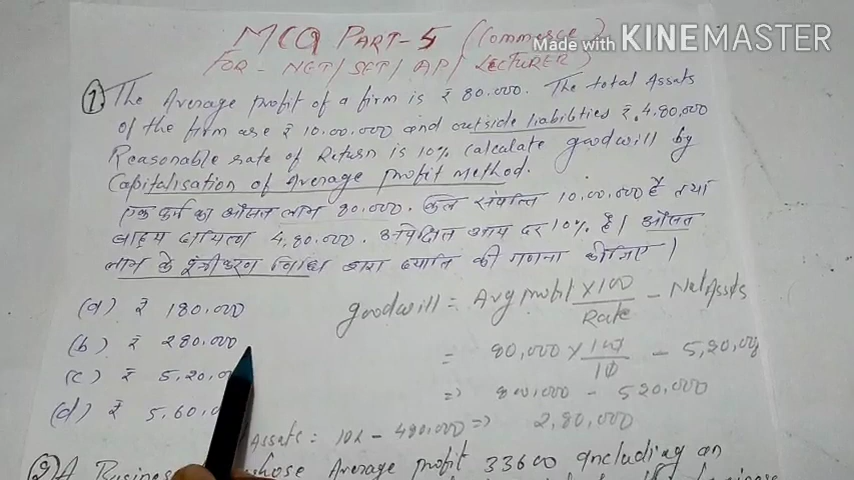 MCQ PART-5 (Commerce)
Made with KINEMASTER
FOR - NET/SET/AP/LECTURER)
1. The Average profit of a firm is ₹ 80.000. The total Assets
of the firm are ₹ 10.00.000 and outside liabilities ₹. 4,80,000
Reasonable rate of Return is 10% Calculate goodwill by
Capitalisation of Average profit method.
एक फर्म का औसत लाभ 80.000. कुल संपत्ति 10.00.000 है तथा
बाहय दायित्व 4,80.000. अपेक्षित आय दर 10% है। औसत
लाभ के पूंजीकरण विधि द्वारा ख्याति की गणना कीजिए।
(a) ₹ 180,000
(b) ₹ 280,000
(c) ₹ 5,20,0
(d) ₹ 5,60,0
goodwill = Avg profit x 100 / Rate - Net Assets
= 80,000 x 100 / 10 - 5,20,000
=> 800,000 - 520,000
Assets = 10L - 480,000 => 2,80,000
2) A Business whose Average profit 33600 including an